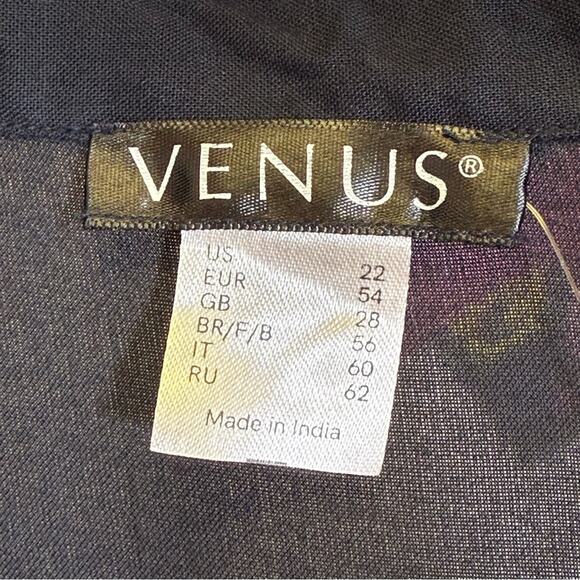 VENUS®
US 22
EUR 54
GB 28
BR/F/B 56
IT 60
RU 62
Made in India